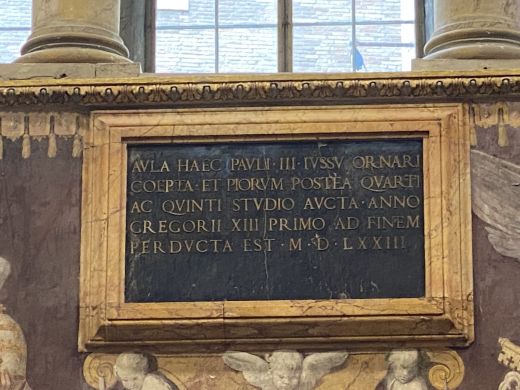 AVLA HAEC PAVLI · III · IVSSV ORNARI
COEPTA · ET PIORVM POSTEA QVARTI
AC QVINTI STVDIO AVCTA · ANNO
GREGORII XIII PRIMO AD FINEM
PERDVCTA EST · M · D · LXXIII